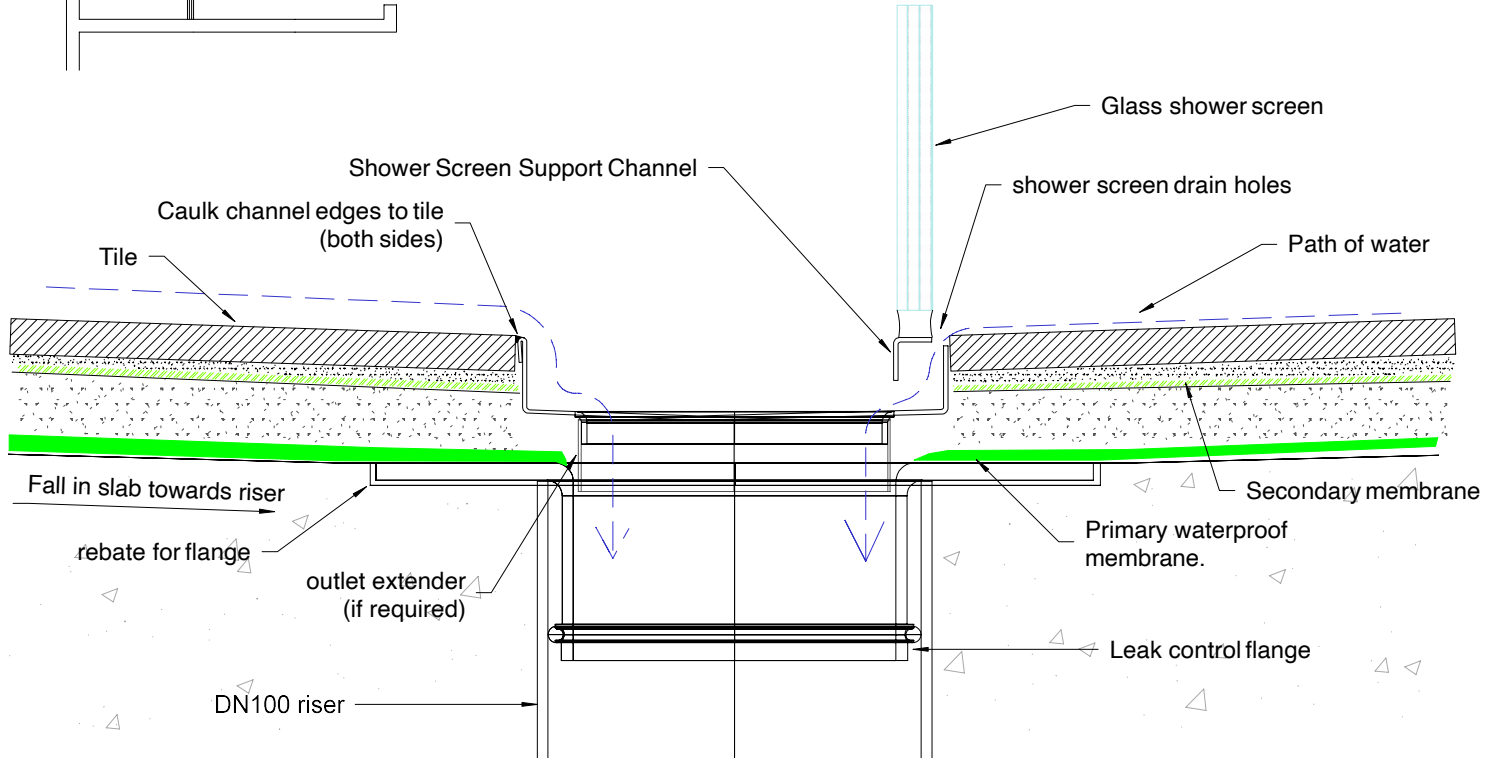 Glass shower screen
Shower Screen Support Channel
shower screen drain holes
Caulk channel edges to tile
(both sides)
Path of water
Tile
Fall in slab towards riser
Secondary membrane
rebate for flange
Primary waterproof
membrane.
outlet extender
(if required)
Leak control flange
DN100 riser